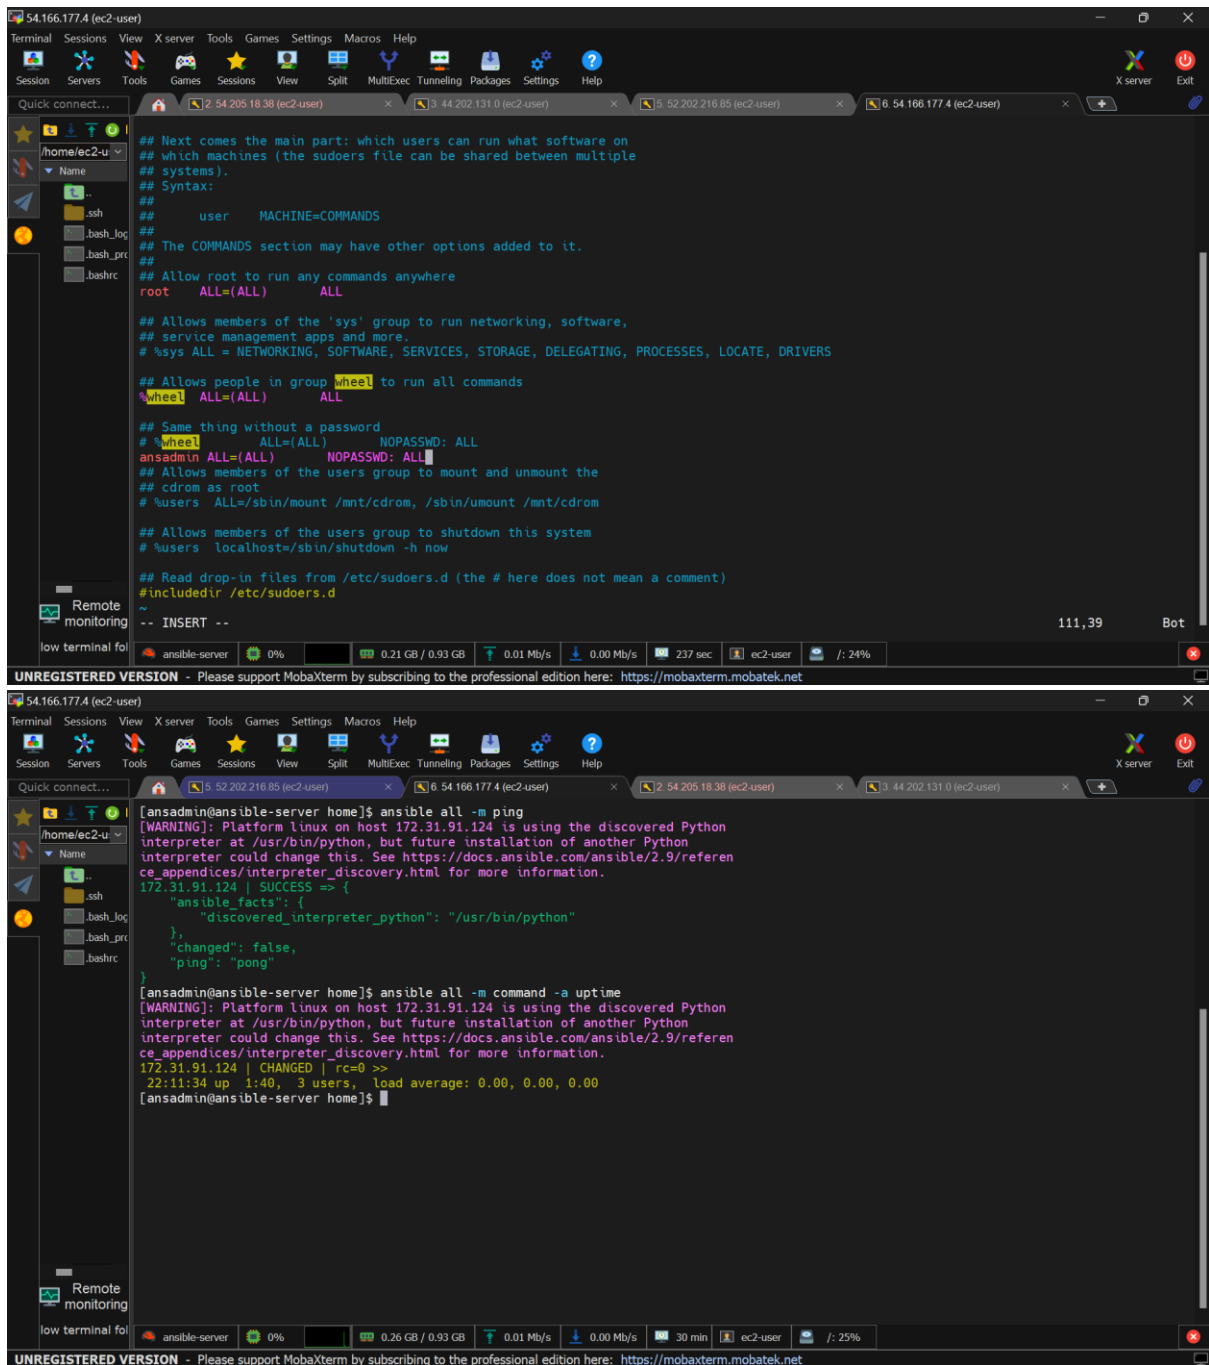 54.166.177.4 (ec2-user)
Terminal Sessions View X server Tools Games Settings Macros Help
Session Servers Tools Games Sessions View Split MultiExec Tunneling Packages Settings Help X server Exit
Quick connect... 2. 54.205.18.38 (ec2-user) 3. 44.202.131.0 (ec2-user) 5. 52.202.216.85 (ec2-user) 6. 54.166.177.4 (ec2-user)
/home/ec2-u
Name
..
.ssh
.bash_log
.bash_pro
.bashrc
## Next comes the main part: which users can run what software on
## which machines (the sudoers file can be shared between multiple
## systems).
## Syntax:
##
## user MACHINE=COMMANDS
##
## The COMMANDS section may have other options added to it.
##
## Allow root to run any commands anywhere
root ALL=(ALL) ALL
## Allows members of the 'sys' group to run networking, software,
## service management apps and more.
# %sys ALL = NETWORKING, SOFTWARE, SERVICES, STORAGE, DELEGATING, PROCESSES, LOCATE, DRIVERS
## Allows people in group wheel to run all commands
%wheel ALL=(ALL) ALL
## Same thing without a password
# %wheel ALL=(ALL) NOPASSWD: ALL
ansadmin ALL=(ALL) NOPASSWD: ALL
## Allows members of the users group to mount and unmount the
## cdrom as root
# %users ALL=/sbin/mount /mnt/cdrom, /sbin/umount /mnt/cdrom
## Allows members of the users group to shutdown this system
# %users localhost=/sbin/shutdown -h now
## Read drop-in files from /etc/sudoers.d (the # here does not mean a comment)
#includedir /etc/sudoers.d
~
-- INSERT -- 111,39 Bot
Remote
monitoring
low terminal fol
ansible-server 0% 0.21 GB / 0.93 GB 0.01 Mb/s 0.00 Mb/s 237 sec ec2-user /: 24%
UNREGISTERED VERSION - Please support MobaXterm by subscribing to the professional edition here: https://mobaxterm.mobatek.net
54.166.177.4 (ec2-user)
Terminal Sessions View X server Tools Games Settings Macros Help
Session Servers Tools Games Sessions View Split MultiExec Tunneling Packages Settings Help X server Exit
Quick connect... 5. 52.202.216.85 (ec2-user) 6. 54.166.177.4 (ec2-user) 2. 54.205.18.38 (ec2-user) 3. 44.202.131.0 (ec2-user)
/home/ec2-u
Name
..
.ssh
.bash_log
.bash_pro
.bashrc
[ansadmin@ansible-server home]$ ansible all -m ping
[WARNING]: Platform linux on host 172.31.91.124 is using the discovered Python
interpreter at /usr/bin/python, but future installation of another Python
interpreter could change this. See https://docs.ansible.com/ansible/2.9/referen
ce_appendices/interpreter_discovery.html for more information.
172.31.91.124 | SUCCESS => {
"ansible_facts": {
"discovered_interpreter_python": "/usr/bin/python"
},
"changed": false,
"ping": "pong"
}
[ansadmin@ansible-server home]$ ansible all -m command -a uptime
[WARNING]: Platform linux on host 172.31.91.124 is using the discovered Python
interpreter at /usr/bin/python, but future installation of another Python
interpreter could change this. See https://docs.ansible.com/ansible/2.9/referen
ce_appendices/interpreter_discovery.html for more information.
172.31.91.124 | CHANGED | rc=0 >>
22:11:34 up 1:40, 3 users, load average: 0.00, 0.00, 0.00
[ansadmin@ansible-server home]$
Remote
monitoring
low terminal fol
ansible-server 0% 0.26 GB / 0.93 GB 0.01 Mb/s 0.00 Mb/s 30 min ec2-user /: 25%
UNREGISTERED VERSION - Please support MobaXterm by subscribing to the professional edition here: https://mobaxterm.mobatek.net